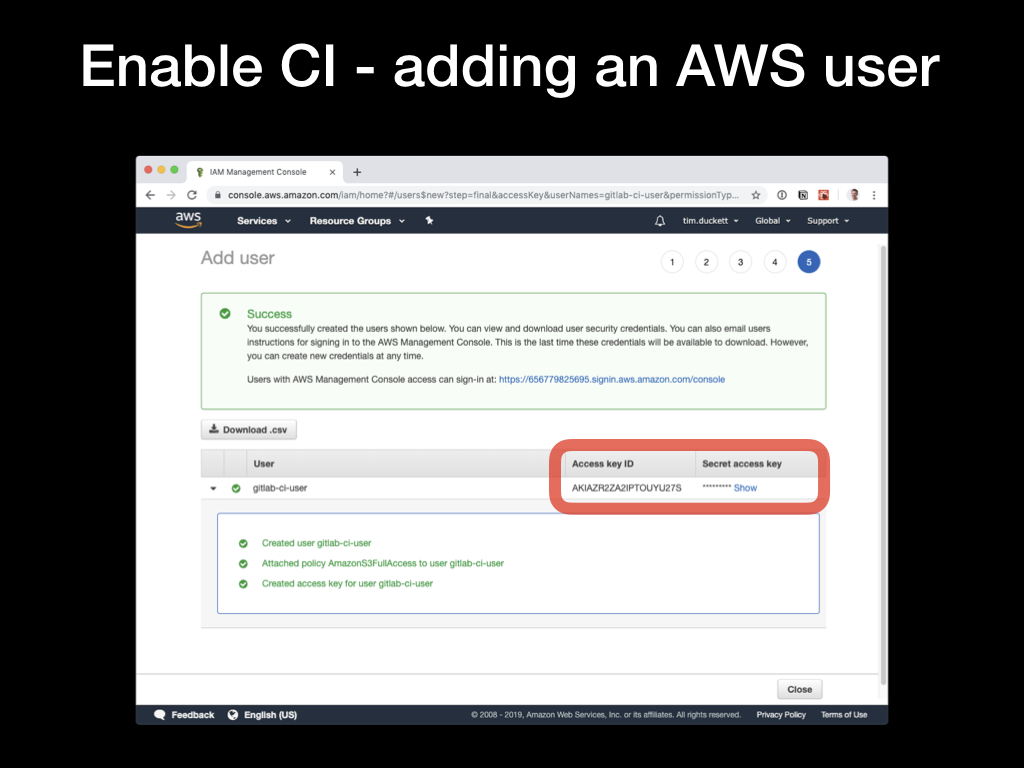 Enable CI - adding an AWS user
IAM Management Console
console.aws.amazon.com/iam/home?#/users$new?step=final&accessKey&userNames=gitlab-ci-user&permissionTyp...
aws Services Resource Groups tim.duckett Global Support
Add user 1 2 3 4 5
Success
You successfully created the users shown below. You can view and download user security credentials. You can also email users
instructions for signing in to the AWS Management Console. This is the last time these credentials will be available to download. However,
you can create new credentials at any time.
Users with AWS Management Console access can sign-in at: https://656779825695.signin.aws.amazon.com/console
Download .csv
User Access key ID Secret access key
gitlab-ci-user AKIAZR2ZA2IPTOUYU27S ********* Show
Created user gitlab-ci-user
Attached policy AmazonS3FullAccess to user gitlab-ci-user
Created access key for user gitlab-ci-user
Close
Feedback English (US) © 2008 - 2019, Amazon Web Services, Inc. or its affiliates. All rights reserved. Privacy Policy Terms of Use